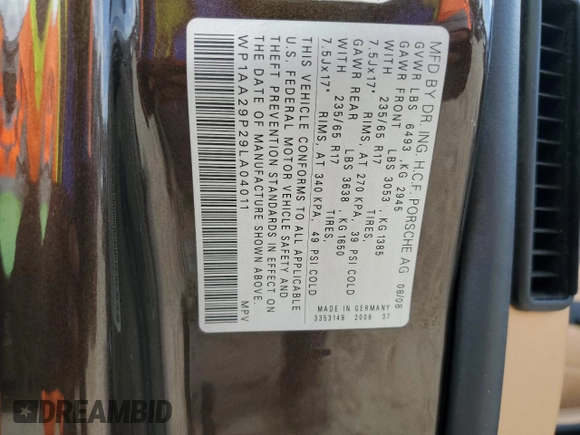 MFD BY DR. ING. H.C.F. PORSCHE AG 08/08
GVWR LBS 6493 ,KG 2945
GAWR FRONT LBS 3053 ,KG 1385
WITH 235/65 R17 TIRES,
7.5Jx17" RIMS, AT 270 KPA, 39 PSI COLD
GAWR REAR LBS 3638 ,KG 1650
WITH 235/65 R17 TIRES,
7.5Jx17" RIMS, AT 340 KPA, 49 PSI COLD
THIS VEHICLE CONFORMS TO ALL APPLICABLE
U.S. FEDERAL MOTOR VEHICLE SAFETY AND
THEFT PREVENTION STANDARDS IN EFFECT ON
THE DATE OF MANUFACTURE SHOWN ABOVE.
WP1AA29P29LA04011 MPV
MADE IN GERMANY
3353149 2009 37
DREAMBID